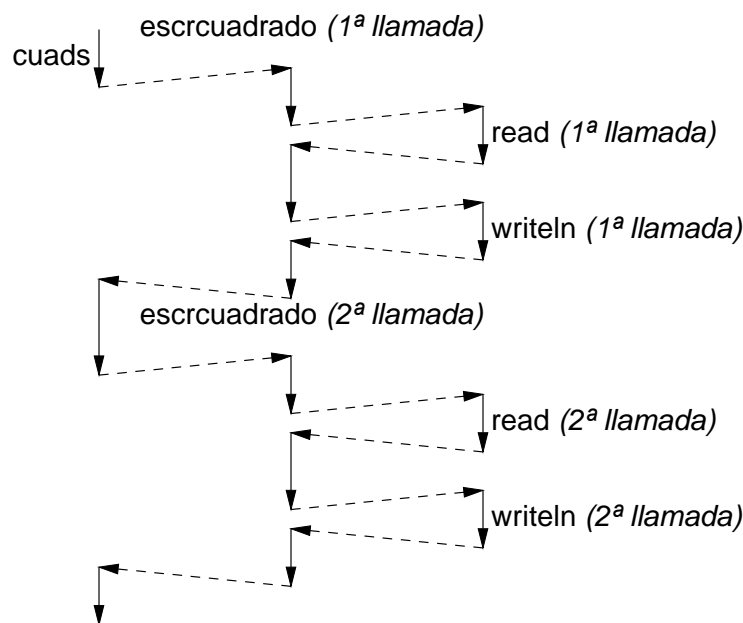 escrcuadrado (1ª llamada)
cuads
read (1ª llamada)
writeln (1ª llamada)
escrcuadrado (2ª llamada)
read (2ª llamada)
writeln (2ª llamada)